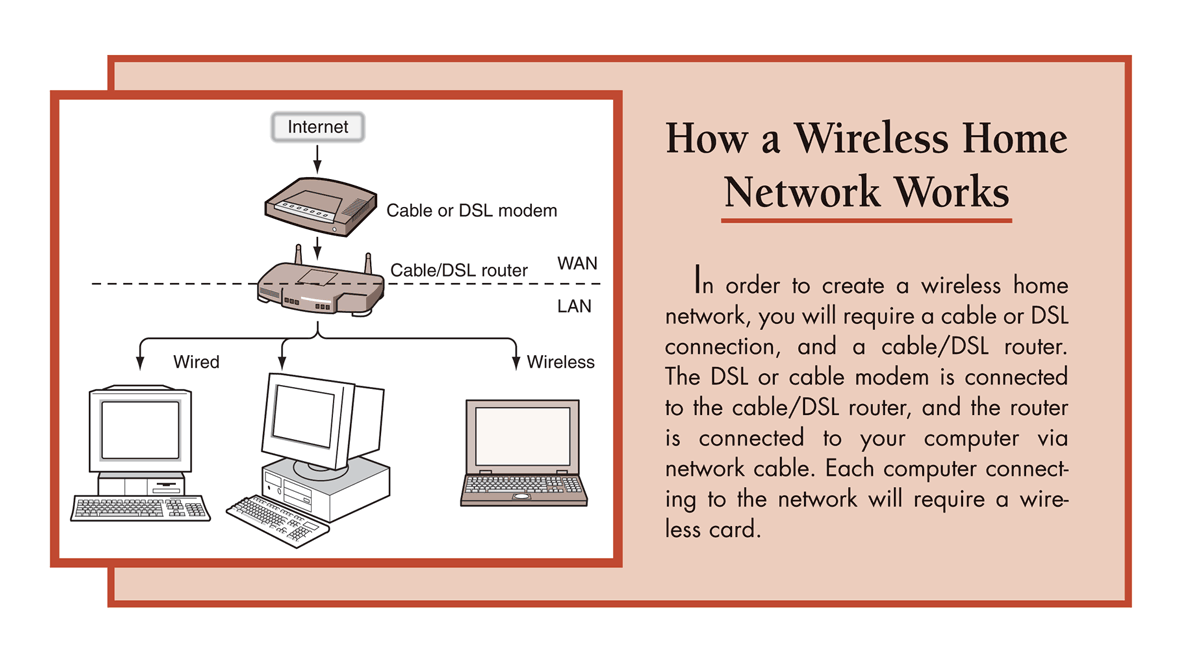 Internet
Cable or DSL modem
Cable/DSL router
WAN
LAN
Wired
Wireless
How a Wireless Home
Network Works
In order to create a wireless home
network, you will require a cable or DSL
connection, and a cable/DSL router.
The DSL or cable modem is connected
to the cable/DSL router, and the router
is connected to your computer via
network cable. Each computer connect-
ing to the network will require a wire-
less card.